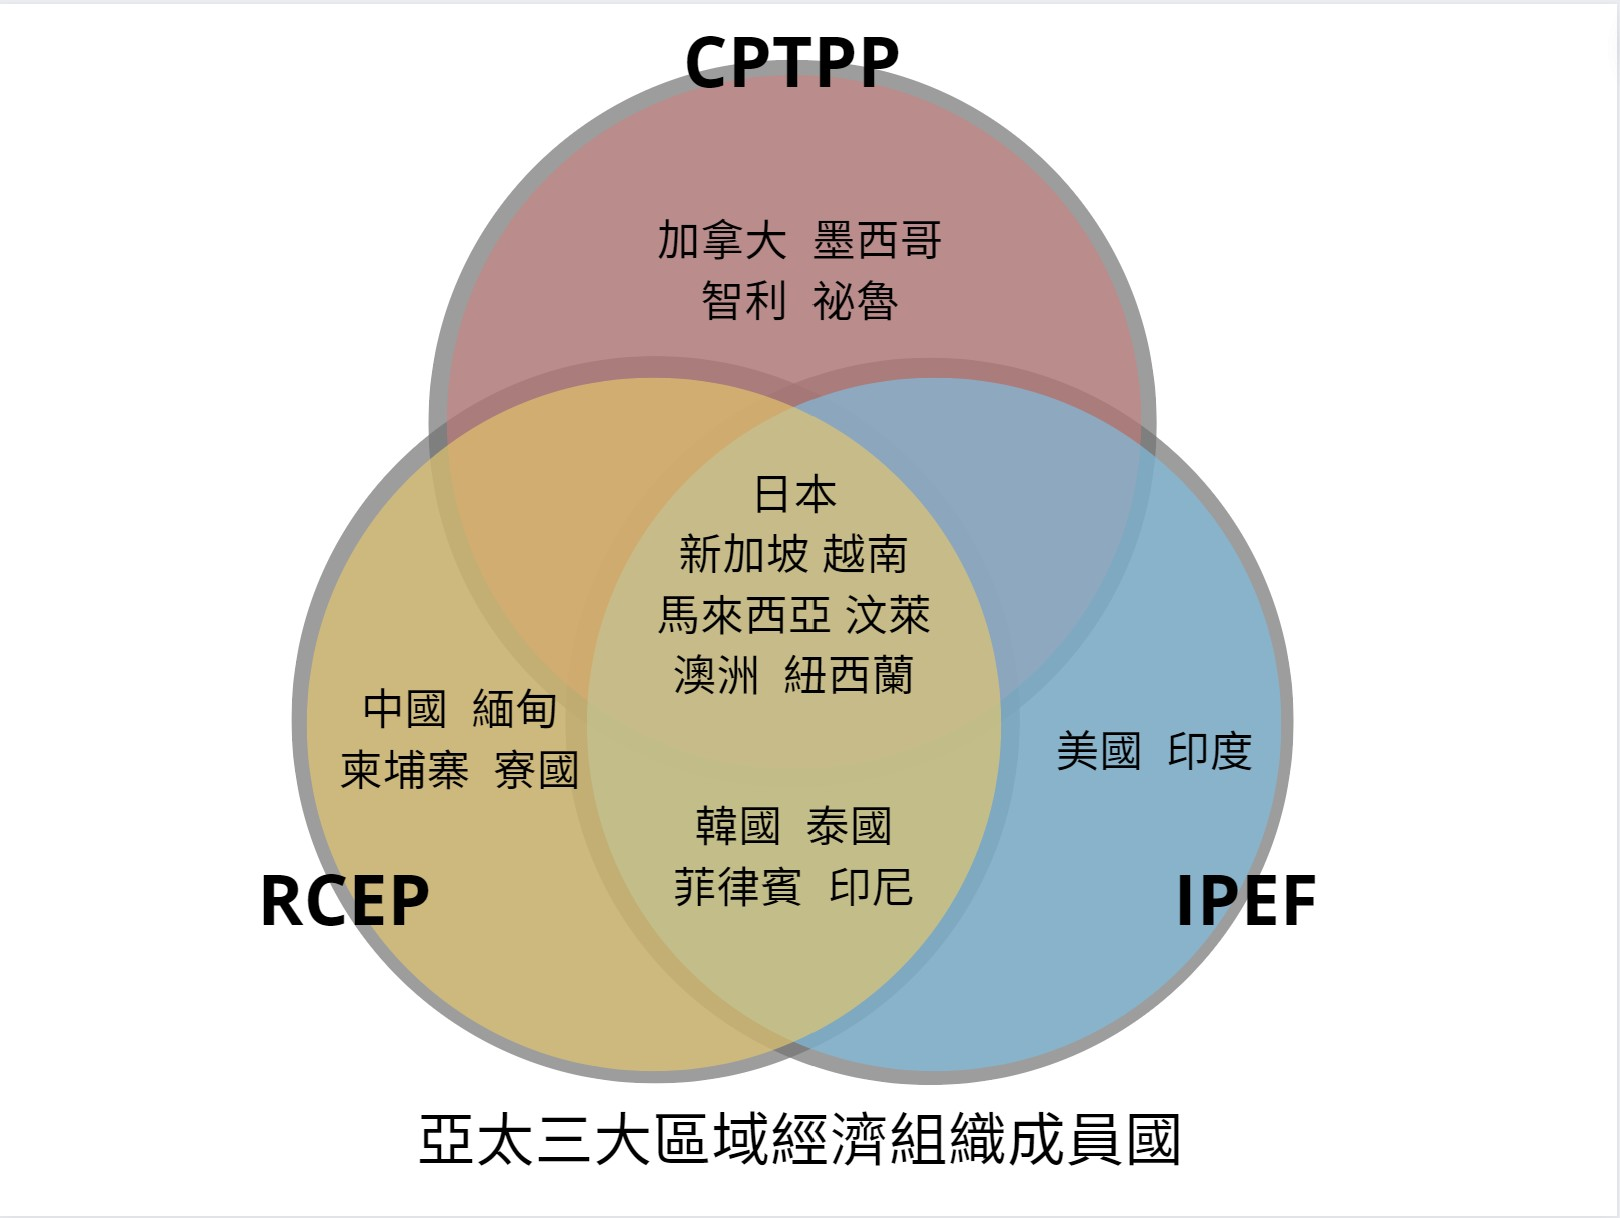 CPTPP
加拿大 墨西哥
智利 祕魯
日本
新加坡 越南
馬來西亞 汶萊
澳洲 紐西蘭
中國 緬甸
柬埔寨 寮國
美國 印度
韓國 泰國
菲律賓 印尼
RCEP
IPEF
亞太三大區域經濟組織成員國